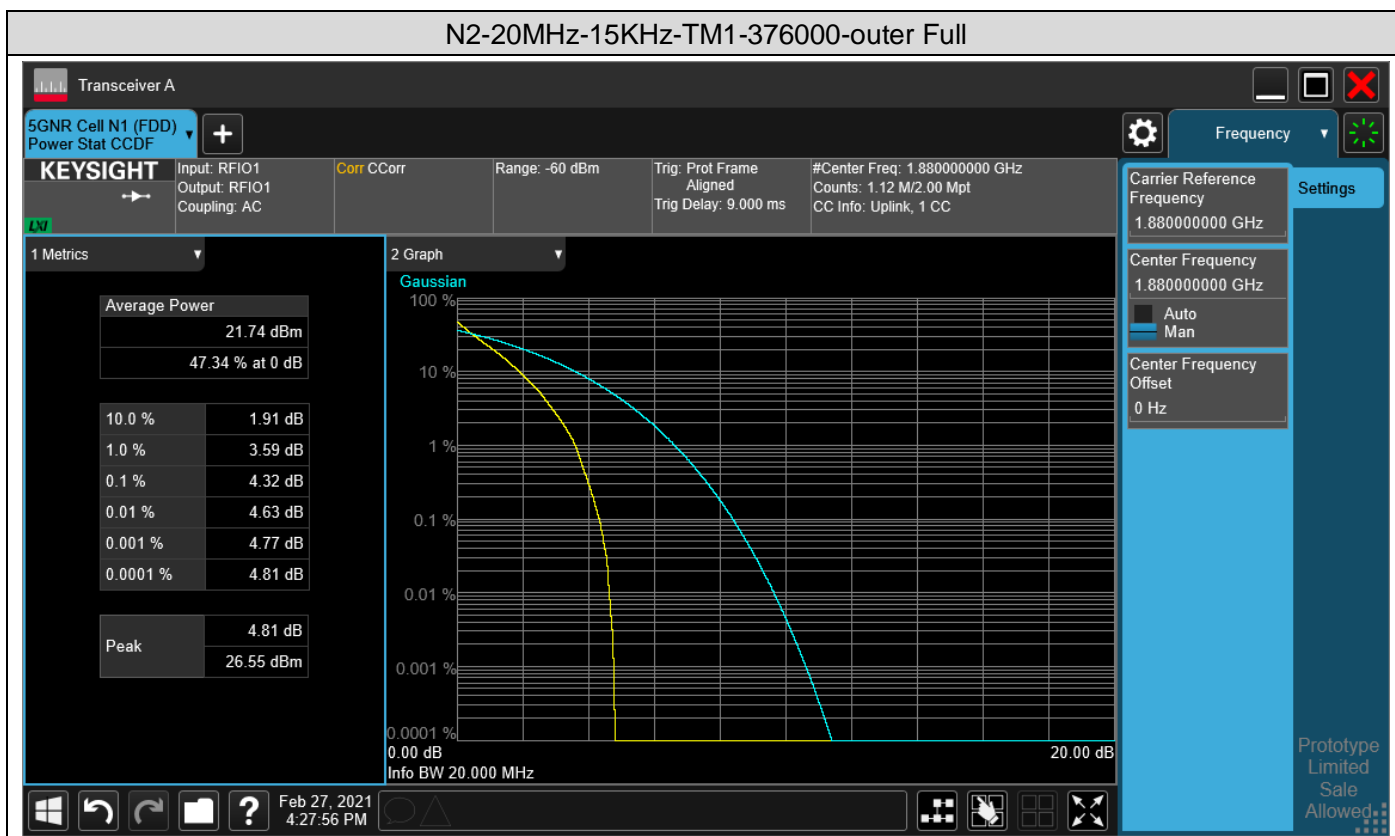 N2-20MHz-15KHz-TM1-376000-outer Full
Transceiver A
5GNR Cell N1 (FDD)
Power Stat CCDF
Frequency
KEYSIGHT
LXI
Input: RFIO1
Output: RFIO1
Coupling: AC
Corr CCorr
Range: -60 dBm
Trig: Prot Frame
Aligned
Trig Delay: 9.000 ms
#Center Freq: 1.880000000 GHz
Counts: 1.12 M/2.00 Mpt
CC Info: Uplink, 1 CC
Carrier Reference
Frequency
1.880000000 GHz
Settings
Center Frequency
1.880000000 GHz
Auto
Man
Center Frequency
Offset
0 Hz
1 Metrics
Average Power
21.74 dBm
47.34 % at 0 dB
10.0 % 1.91 dB
1.0 % 3.59 dB
0.1 % 4.32 dB
0.01 % 4.63 dB
0.001 % 4.77 dB
0.0001 % 4.81 dB
Peak 4.81 dB
26.55 dBm
2 Graph
Gaussian
100 %
10 %
1 %
0.1 %
0.01 %
0.001 %
0.0001 %
0.00 dB 20.00 dB
Info BW 20.000 MHz
Prototype
Limited
Sale
Allowed
?
Feb 27, 2021
4:27:56 PM